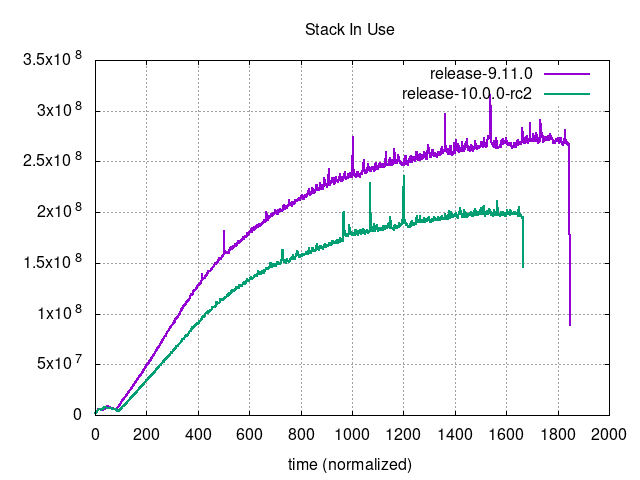 Stack In Use
3.5x10^8
3x10^8
2.5x10^8
2x10^8
1.5x10^8
1x10^8
5x10^7
0
release-9.11.0
release-10.0.0-rc2
0 200 400 600 800 1000 1200 1400 1600 1800 2000
time (normalized)